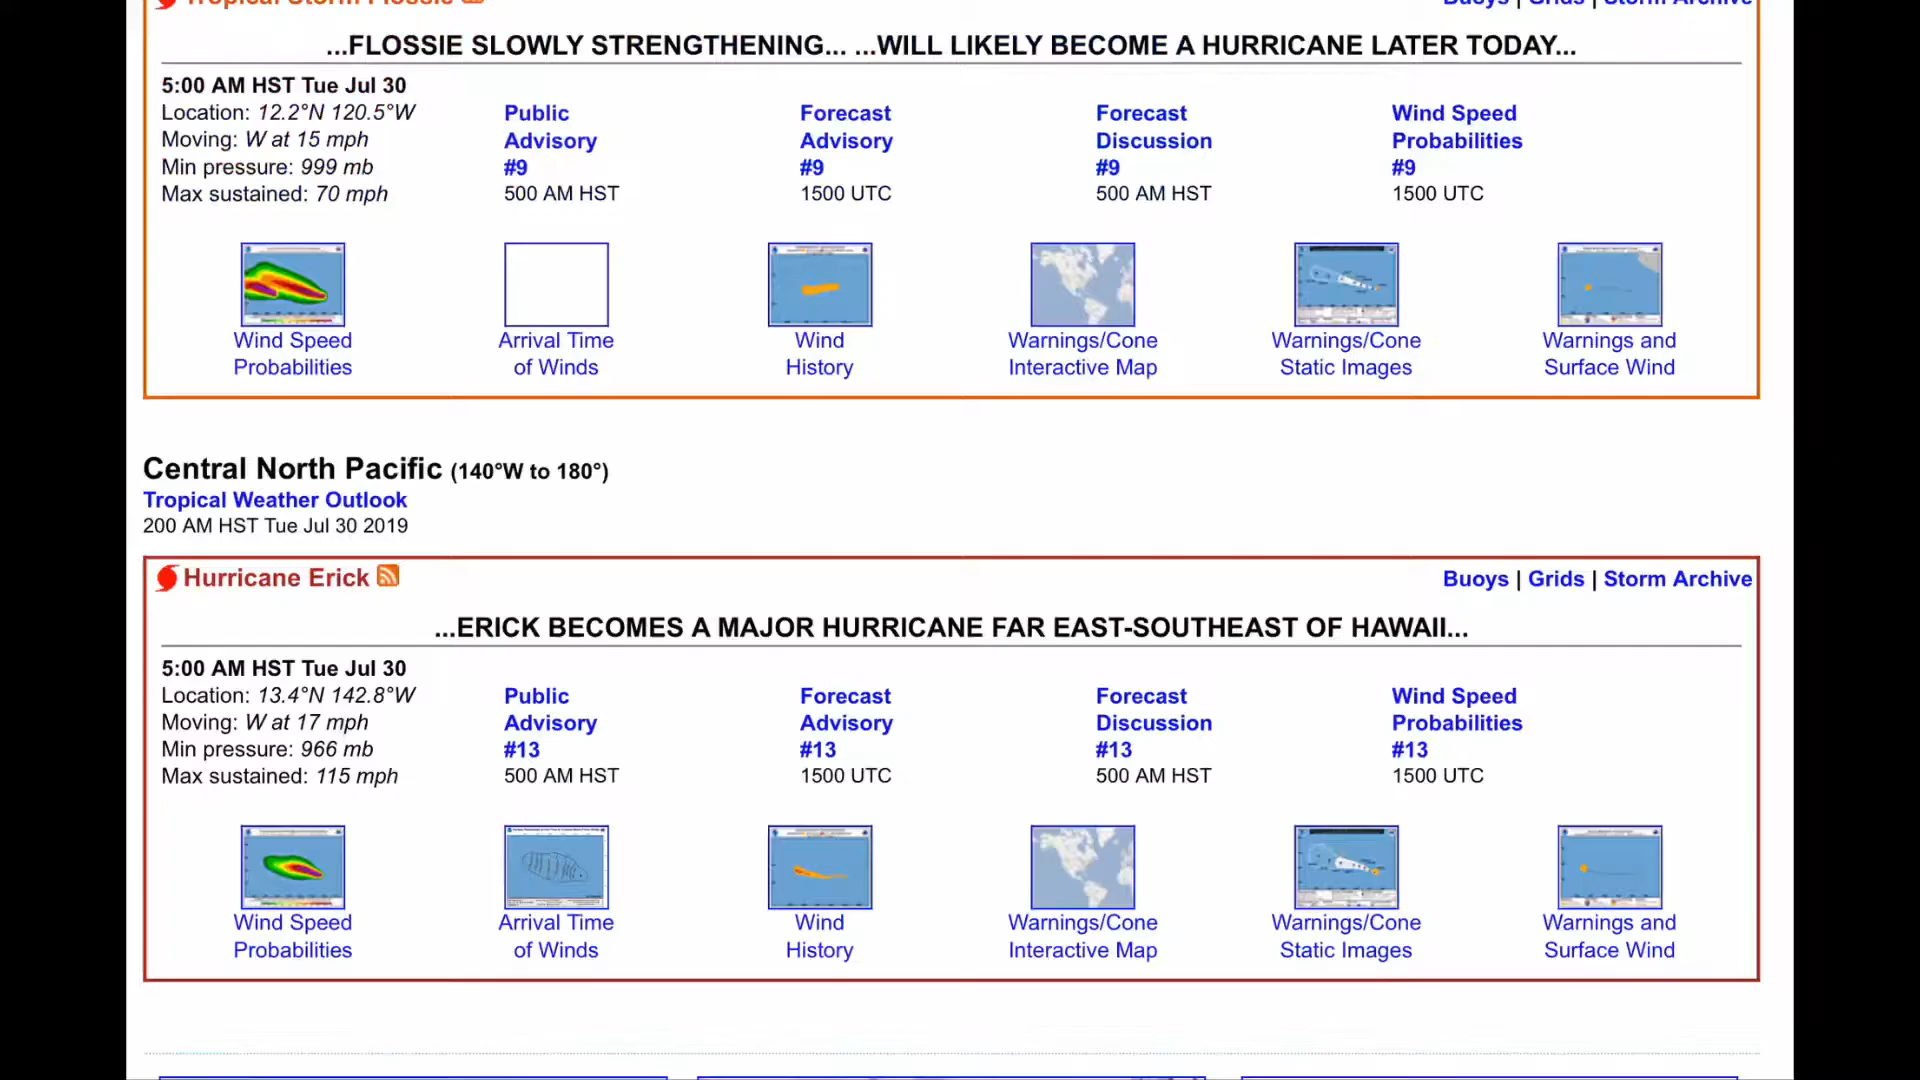 Tropical Storm Flossie
Buoys | Grids | Storm Archive
...FLOSSIE SLOWLY STRENGTHENING... ...WILL LIKELY BECOME A HURRICANE LATER TODAY...
5:00 AM HST Tue Jul 30
Location: 12.2°N 120.5°W
Moving: W at 15 mph
Min pressure: 999 mb
Max sustained: 70 mph
Public
Advisory
#9
500 AM HST
Forecast
Advisory
#9
1500 UTC
Forecast
Discussion
#9
500 AM HST
Wind Speed
Probabilities
#9
1500 UTC
Wind Speed
Probabilities
Arrival Time
of Winds
Wind
History
Warnings/Cone
Interactive Map
Warnings/Cone
Static Images
Warnings and
Surface Wind
Central North Pacific (140°W to 180°)
Tropical Weather Outlook
200 AM HST Tue Jul 30 2019
Hurricane Erick
Buoys | Grids | Storm Archive
...ERICK BECOMES A MAJOR HURRICANE FAR EAST-SOUTHEAST OF HAWAII...
5:00 AM HST Tue Jul 30
Location: 13.4°N 142.8°W
Moving: W at 17 mph
Min pressure: 966 mb
Max sustained: 115 mph
Public
Advisory
#13
500 AM HST
Forecast
Advisory
#13
1500 UTC
Forecast
Discussion
#13
500 AM HST
Wind Speed
Probabilities
#13
1500 UTC
Wind Speed
Probabilities
Arrival Time
of Winds
Wind
History
Warnings/Cone
Interactive Map
Warnings/Cone
Static Images
Warnings and
Surface Wind